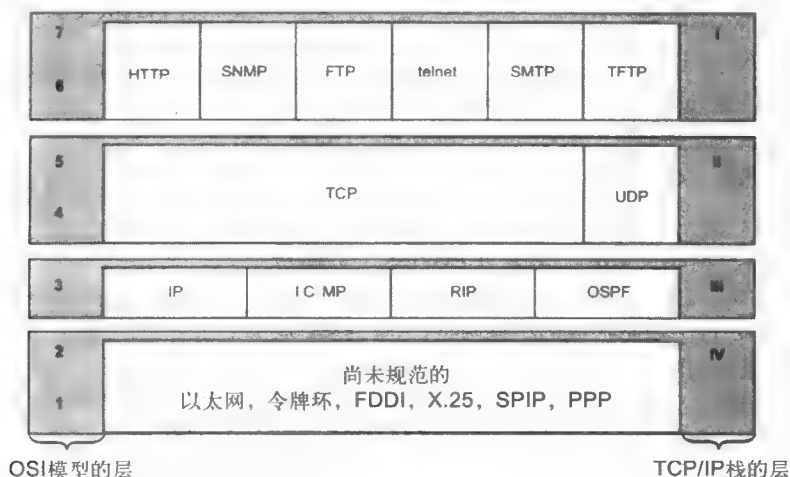 7
6
HTTP
SNMP
FTP
telnet
SMTP
TFTP
I
5
4
TCP
UDP
II
3
IP
IC MP
RIP
OSPF
III
2
1
尚未规范的
以太网，令牌环，FDDI，X.25，SPIP，PPP
IV
OSI模型的层
TCP/IP栈的层